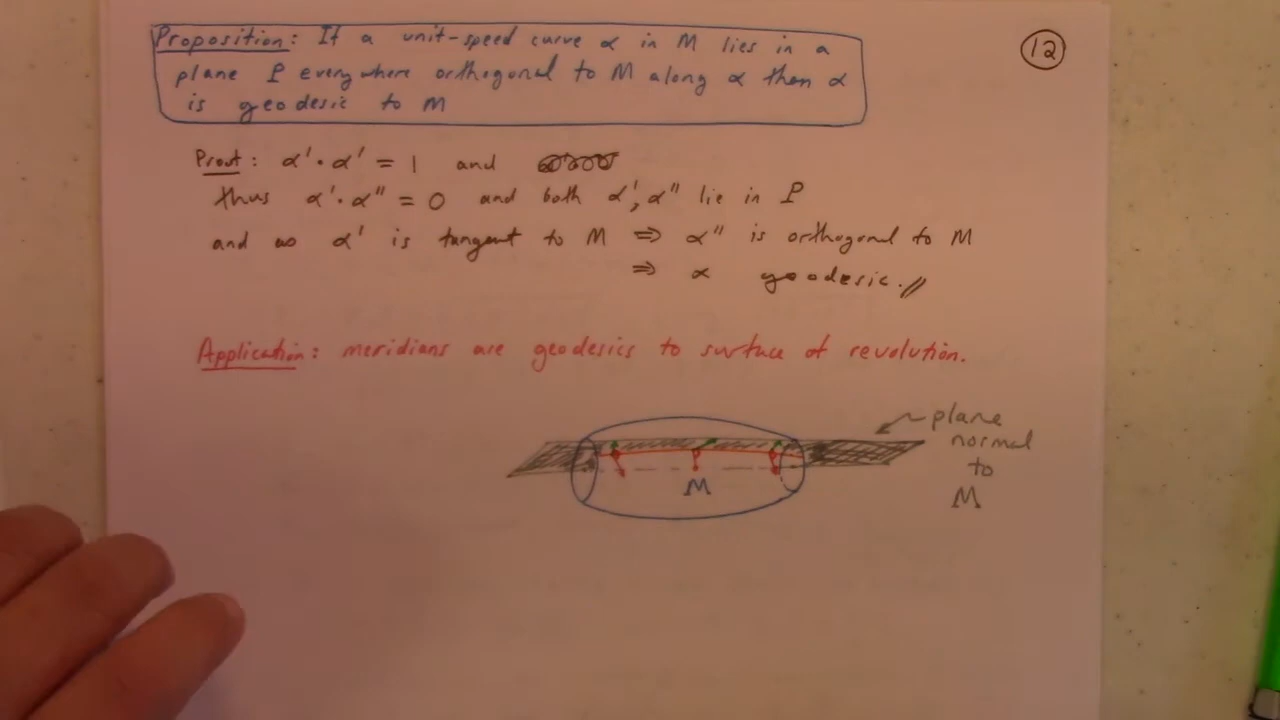 Proposition: If a unit-speed curve α in M lies in a
plane P everywhere orthogonal to M along α then α
is geodesic to M
12
Proof: α' • α' = 1 and
thus α' • α'' = 0 and both α', α'' lie in P
and as α' is tangent to M ⇒ α'' is orthogonal to M
⇒ α geodesic. //
Application: meridians are geodesics to surface of revolution.
plane
normal
to
M
M